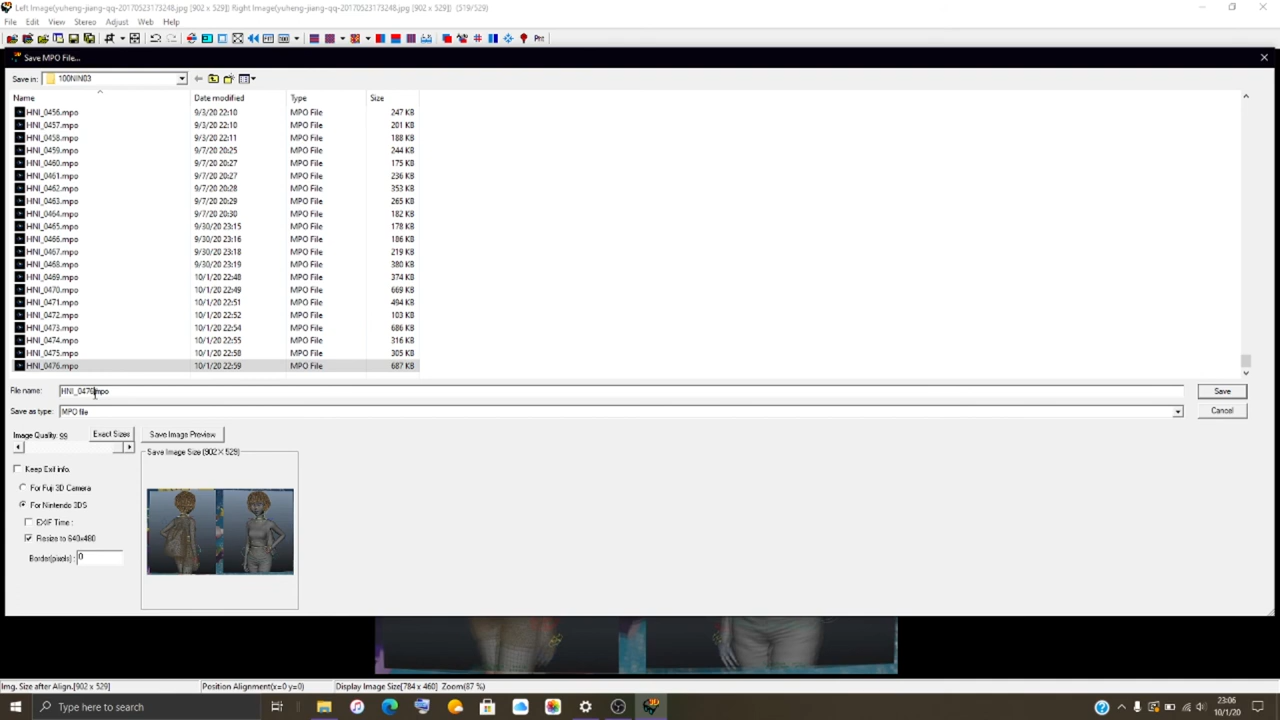 Left Image(yuheng-jiang-qq-20170523173248.jpg [902 x 529]) Right Image(yuheng-jiang-qq-20170523173248.jpg [902 x 529]) (519/529)
File Edit View Stereo Adjust Web Help
Save MPO File...
Save in: 100NIN03
Name Date modified Type Size
HNI_0456.mpo 9/3/20 22:10 MPO File 247 KB
HNI_0457.mpo 9/3/20 22:10 MPO File 201 KB
HNI_0458.mpo 9/3/20 22:11 MPO File 188 KB
HNI_0459.mpo 9/7/20 20:25 MPO File 244 KB
HNI_0460.mpo 9/7/20 20:27 MPO File 175 KB
HNI_0461.mpo 9/7/20 20:27 MPO File 236 KB
HNI_0462.mpo 9/7/20 20:28 MPO File 353 KB
HNI_0463.mpo 9/7/20 20:29 MPO File 265 KB
HNI_0464.mpo 9/7/20 20:30 MPO File 182 KB
HNI_0465.mpo 9/30/20 23:15 MPO File 178 KB
HNI_0466.mpo 9/30/20 23:16 MPO File 186 KB
HNI_0467.mpo 9/30/20 23:18 MPO File 219 KB
HNI_0468.mpo 9/30/20 23:19 MPO File 380 KB
HNI_0469.mpo 10/1/20 22:48 MPO File 374 KB
HNI_0470.mpo 10/1/20 22:49 MPO File 669 KB
HNI_0471.mpo 10/1/20 22:51 MPO File 494 KB
HNI_0472.mpo 10/1/20 22:52 MPO File 103 KB
HNI_0473.mpo 10/1/20 22:54 MPO File 686 KB
HNI_0474.mpo 10/1/20 22:55 MPO File 316 KB
HNI_0475.mpo 10/1/20 22:58 MPO File 305 KB
HNI_0476.mpo 10/1/20 22:59 MPO File 687 KB
File name: HNI_0476.mpo Save
Save as type: MPO file Cancel
Image Quality: 99 Exact Sizes Save Image Preview
Save Image Size [902 X 529]
Keep Exif info.
For Fuji 3D Camera
For Nintendo 3DS
EXIF Time :
Resize to 640x480
Border(pixels) : 0
Img. Size after Align.[902 x 529] Position Alignment(x=0 y=0) Display Image Size[784 x 460] Zoom(87 %)
Type here to search
23:06
10/1/20